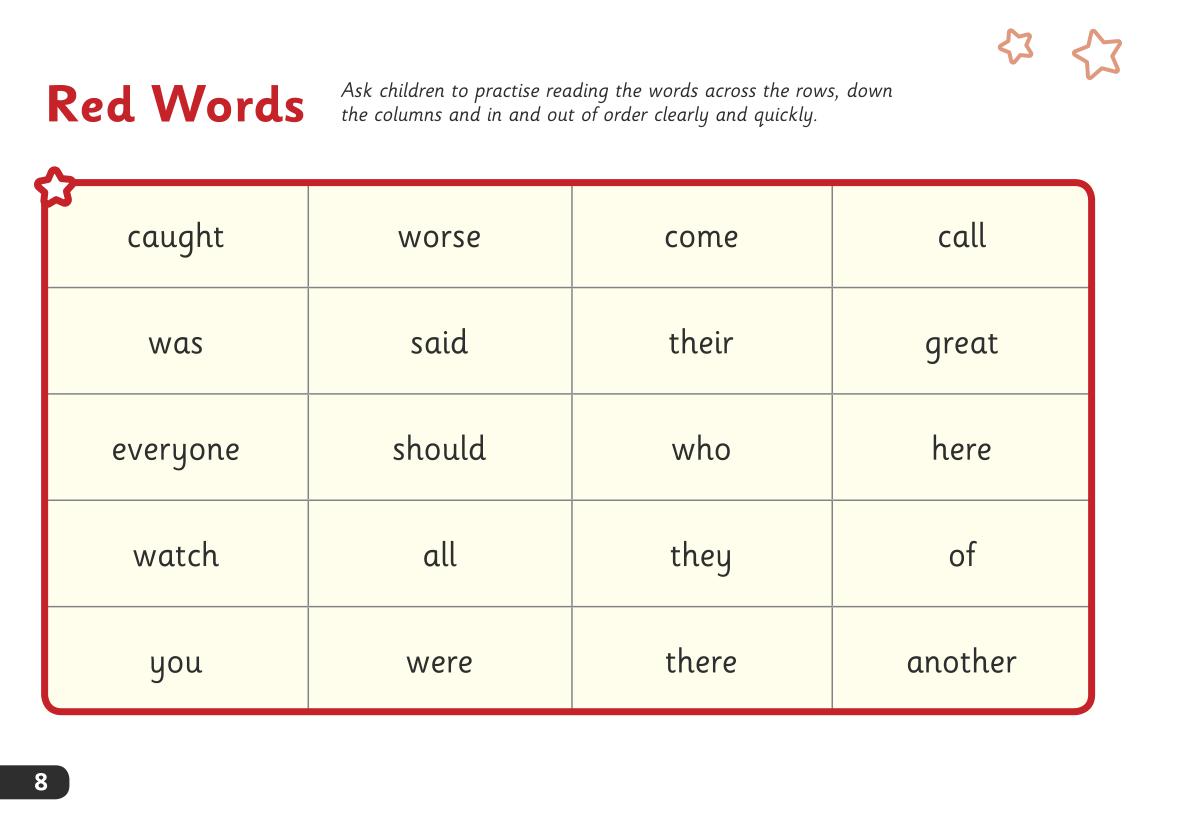 Red Words
Ask children to practise reading the words across the rows, down
the columns and in and out of order clearly and quickly.
caught worse come call
was said their great
everyone should who here
watch all they of
you were there another
8